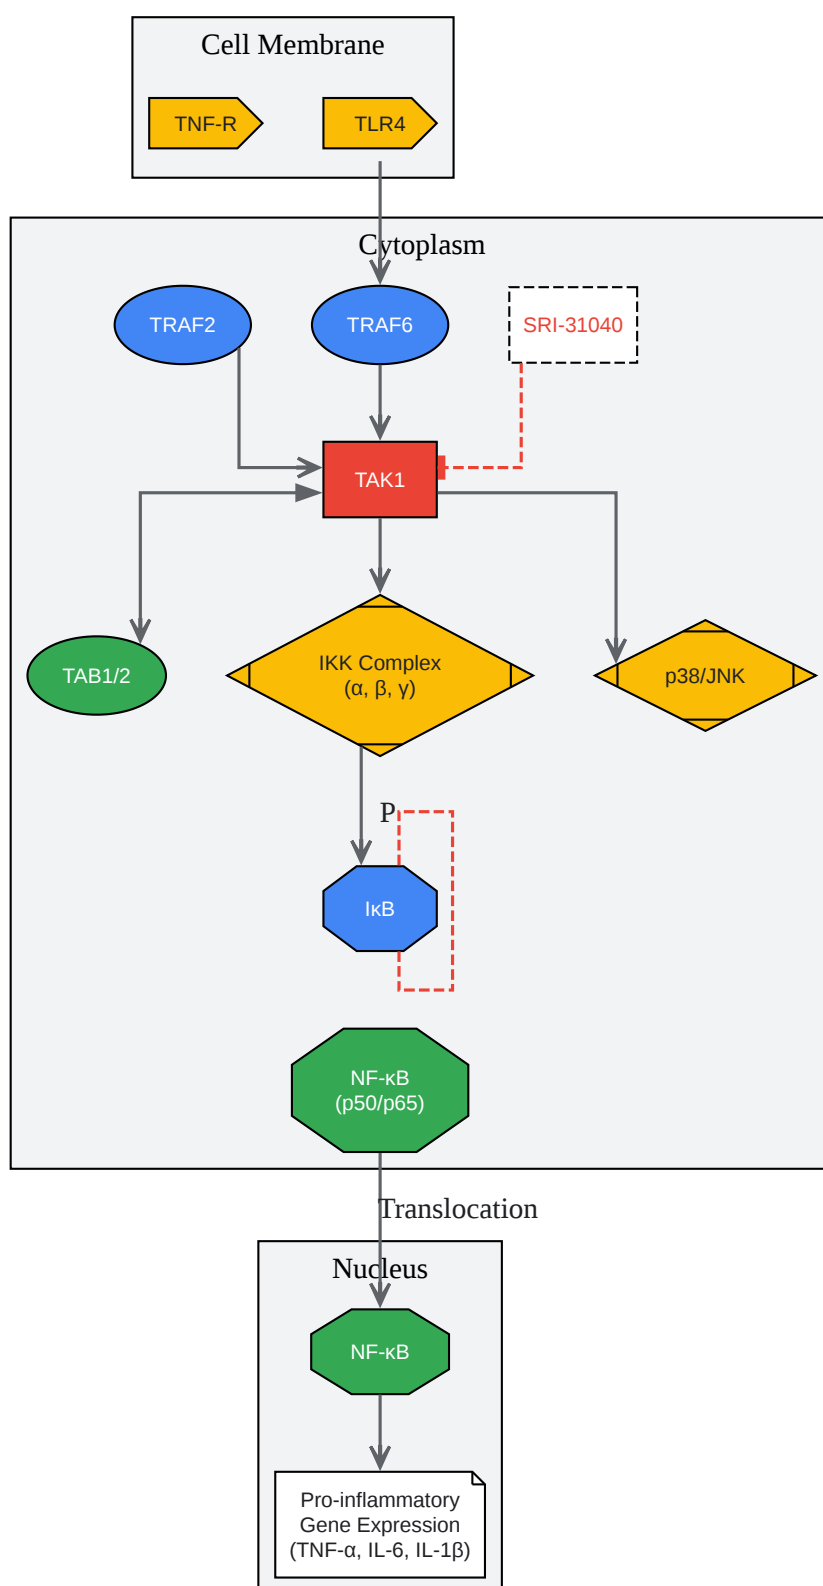 Cell Membrane
TNF-R
TLR4
Cytoplasm
TRAF2
TRAF6
SRI-31040
TAK1
TAB1/2
IKK Complex
(α, β, γ)
p38/JNK
P
IκB
NF-κB
(p50/p65)
Translocation
Nucleus
NF-κB
Pro-inflammatory
Gene Expression
(TNF-α, IL-6, IL-1β)